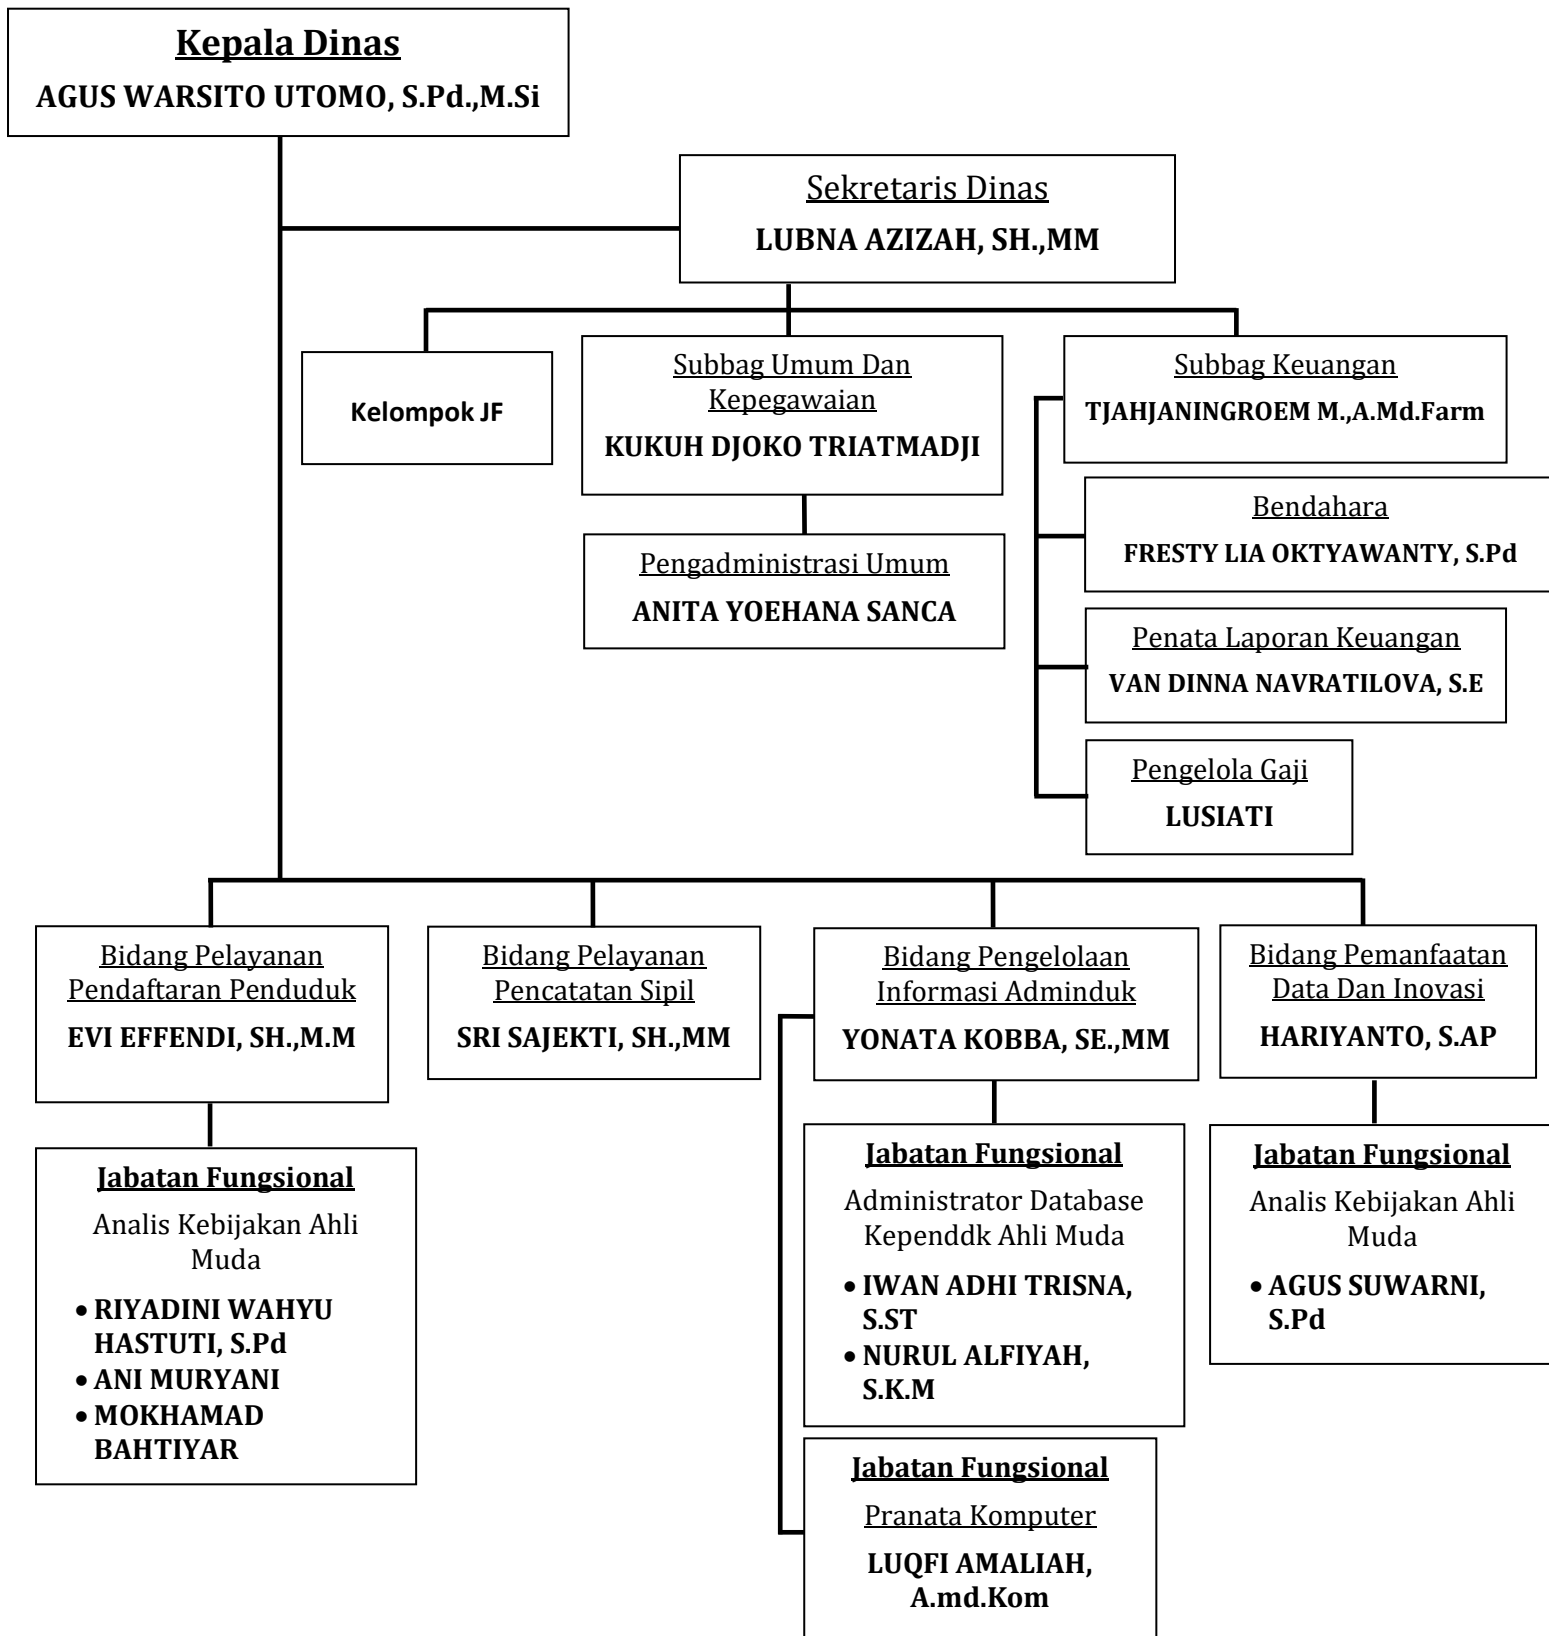 Kepala Dinas
AGUS WARSITO UTOMO, S.Pd.,M.Si
Sekretaris Dinas
LUBNA AZIZAH, SH.,MM
Kelompok JF
Subbag Umum Dan
Kepegawaian
KUKUH DJOKO TRIATMADJI
Subbag Keuangan
TJAHJANINGROEM M.,A.Md.Farm
Pengadministrasi Umum
ANITA YOEHANA SANCA
Bendahara
FRESTY LIA OKTYAWANTY, S.Pd
Penata Laporan Keuangan
VAN DINNA NAVRATILOVA, S.E
Pengelola Gaji
LUSIATI
Bidang Pelayanan
Pendaftaran Penduduk
EVI EFFENDI, SH.,M.M
Bidang Pelayanan
Pencatatan Sipil
SRI SAJEKTI, SH.,MM
Bidang Pengelolaan
Informasi Adminduk
YONATA KOBBA, SE.,MM
Bidang Pemanfaatan
Data Dan Inovasi
HARIYANTO, S.AP
Jabatan Fungsional
Analis Kebijakan Ahli
Muda
• RIYADINI WAHYU
HASTUTI, S.Pd
• ANI MURYANI
• MOKHAMAD
BAHTIYAR
Jabatan Fungsional
Administrator Database
Kependdk Ahli Muda
• IWAN ADHI TRISNA,
S.ST
• NURUL ALFIYAH,
S.K.M
Jabatan Fungsional
Analis Kebijakan Ahli
Muda
• AGUS SUWARNI,
S.Pd
Jabatan Fungsional
Pranata Komputer
LUQFI AMALIAH,
A.md.Kom